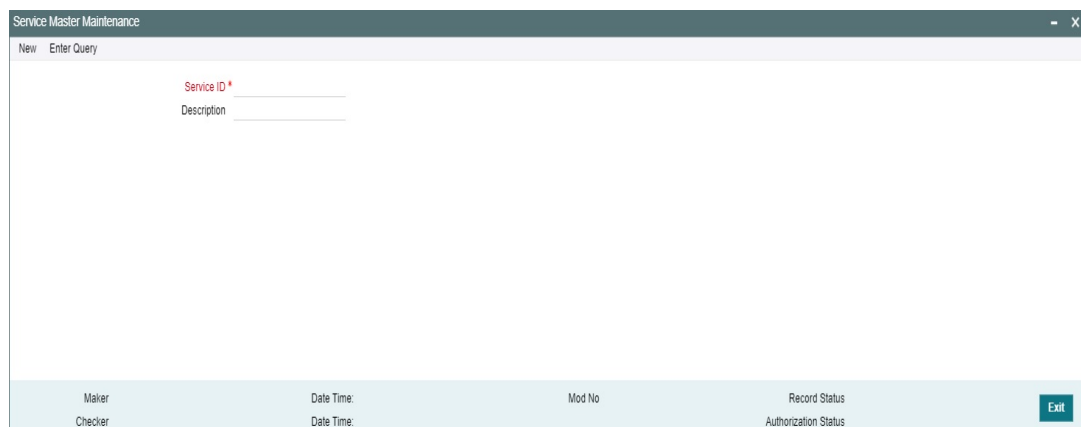 Service Master Maintenance - X
New Enter Query
Service ID *
Description
Maker Date Time: Mod No Record Status
Exit
Checker Date Time: Authorization Status